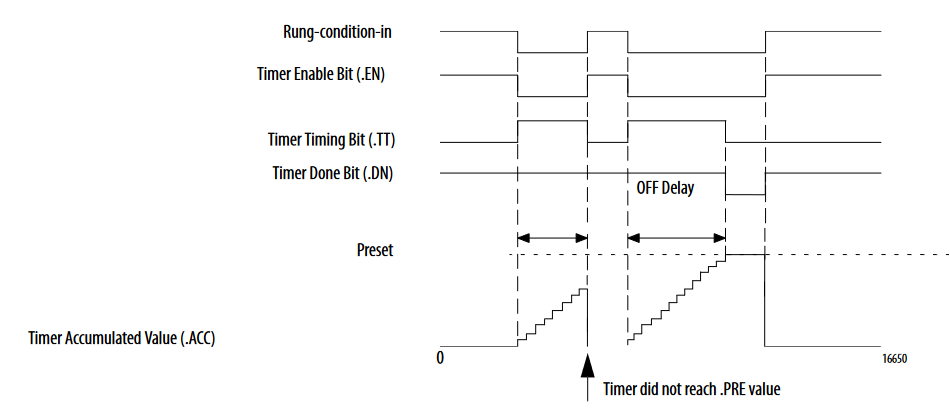 Rung-condition-in
Timer Enable Bit (.EN)
Timer Timing Bit (.TT)
Timer Done Bit (.DN)
OFF Delay
Preset
Timer Accumulated Value (.ACC)
0
16650
Timer did not reach .PRE value